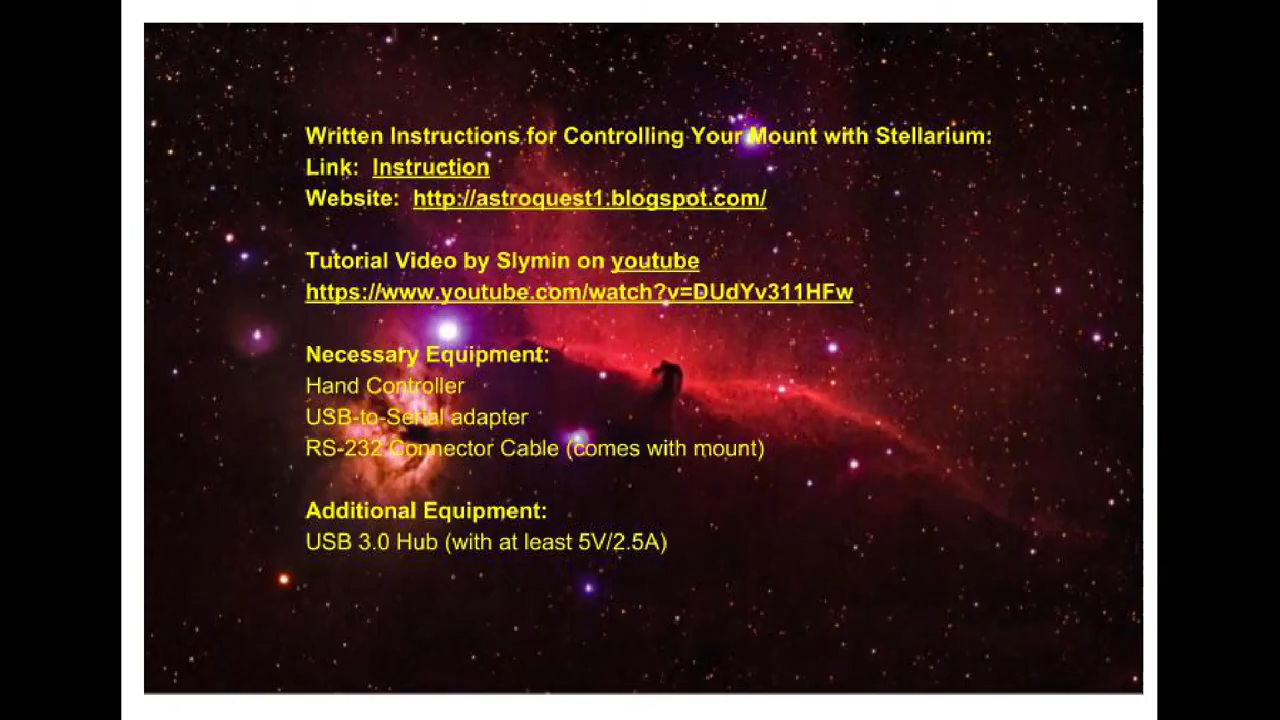 Written Instructions for Controlling Your Mount with Stellarium:
Link: Instruction
Website: http://astroquest1.blogspot.com/
Tutorial Video by Slymin on youtube
https://www.youtube.com/watch?v=DUdYv311HFw
Necessary Equipment:
Hand Controller
USB-to-Serial adapter
RS-232 Connector Cable (comes with mount)
Additional Equipment:
USB 3.0 Hub (with at least 5V/2.5A)